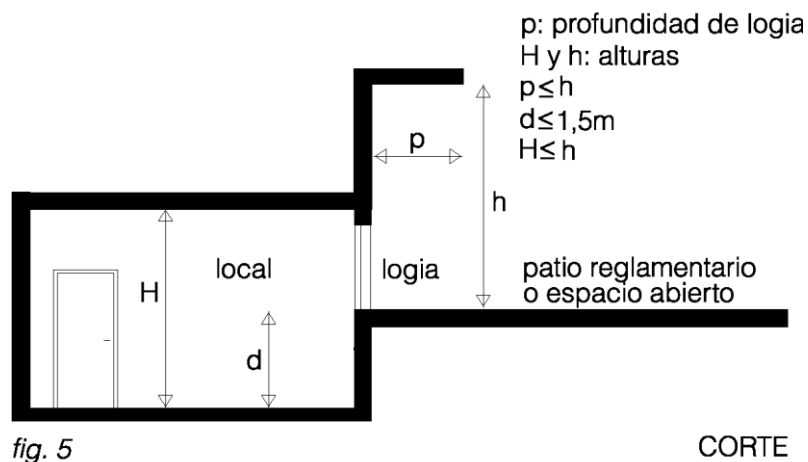 p: profundidad de logia
H y h: alturas
p≤h
d≤1,5m
H≤h
p
h
local
logia
patio reglamentario
o espacio abierto
H
d
fig. 5
CORTE